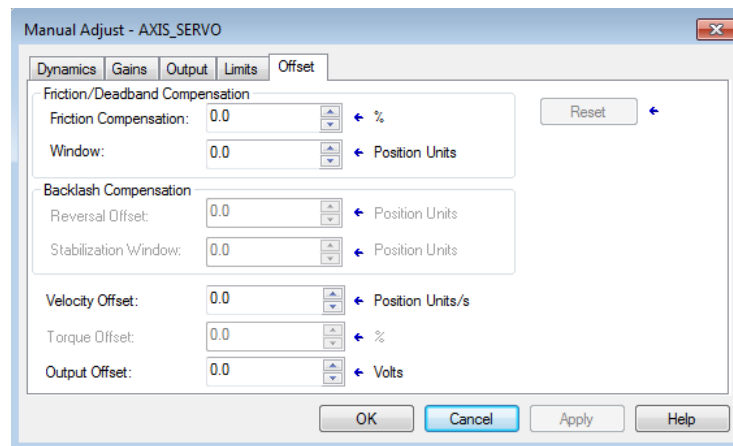 Manual Adjust - AXIS_SERVO
Dynamics Gains Output Limits Offset
Friction/Deadband Compensation
Friction Compensation: 0.0 %
Reset
Window: 0.0 Position Units
Backlash Compensation
Reversal Offset: 0.0 Position Units
Stabilization Window: 0.0 Position Units
Velocity Offset: 0.0 Position Units/s
Torque Offset: 0.0 %
Output Offset: 0.0 Volts
OK Cancel Apply Help